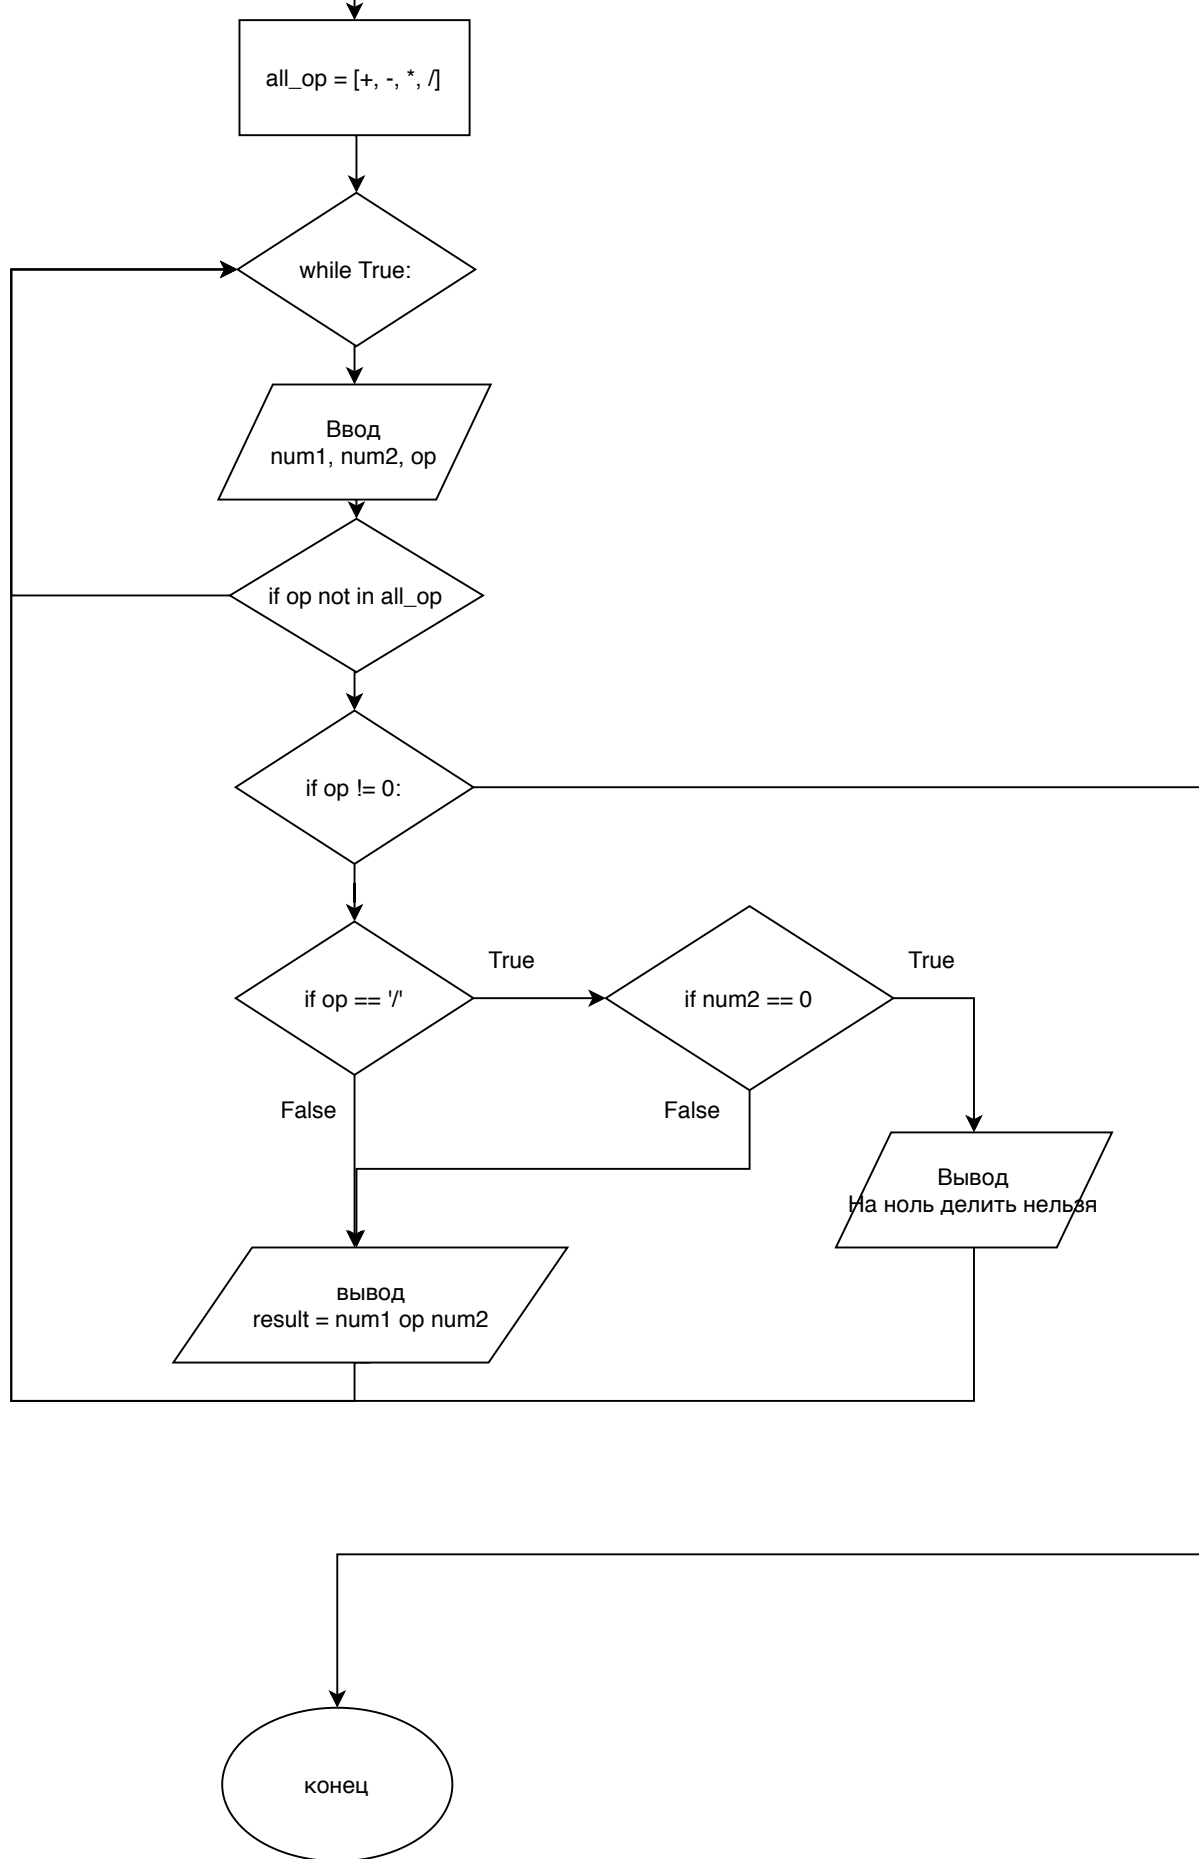 all_op = [+, -, *, /]
while True:
Ввод
num1, num2, op
if op not in all_op
if op != 0:
if op == '/'
True
if num2 == 0
True
False
False
Вывод
На ноль делить нельзя
вывод
result = num1 op num2
конец